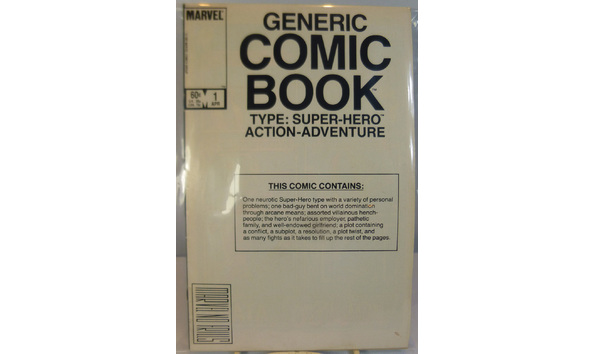 MARVEL
GENERIC
COMIC
BOOK™
TYPE: SUPER-HERO™
ACTION-ADVENTURE
60¢ 1
APR
THIS COMIC CONTAINS:
One neurotic Super-Hero type with a variety of personal
problems; one bad-guy bent on world domination
through arcane means; assorted villainous hench-
people; the hero's nefarious employer, pathetic
family, and well-endowed girlfriend; a plot containing
a conflict, a subplot, a resolution, a plot twist, and
as many fights as it takes to fill up the rest of the pages.